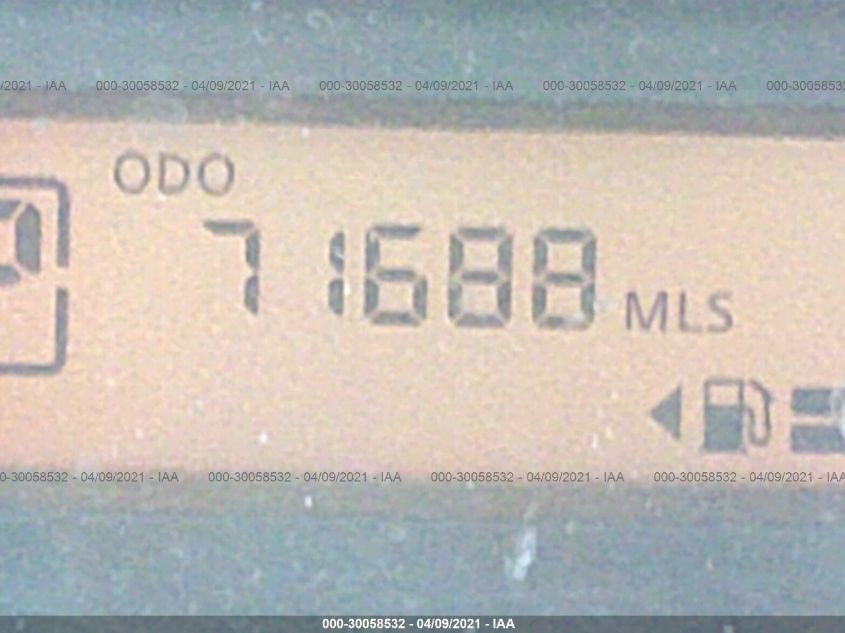 /2021 - IAA 000-30058532 - 04/09/2021 - IAA 000-30058532 - 04/09/2021 - IAA 000-30058532 - 04/09/2021 - IAA 000-3005853
ODO
P
71688 MLS
00-30058532 - 04/09/2021 - IAA 000-30058532 - 04/09/2021 - IAA 000-30058532 - 04/09/2021 - IAA 000-30058532 - 04/09/2021 - IAA
000-30058532 - 04/09/2021 - IAA